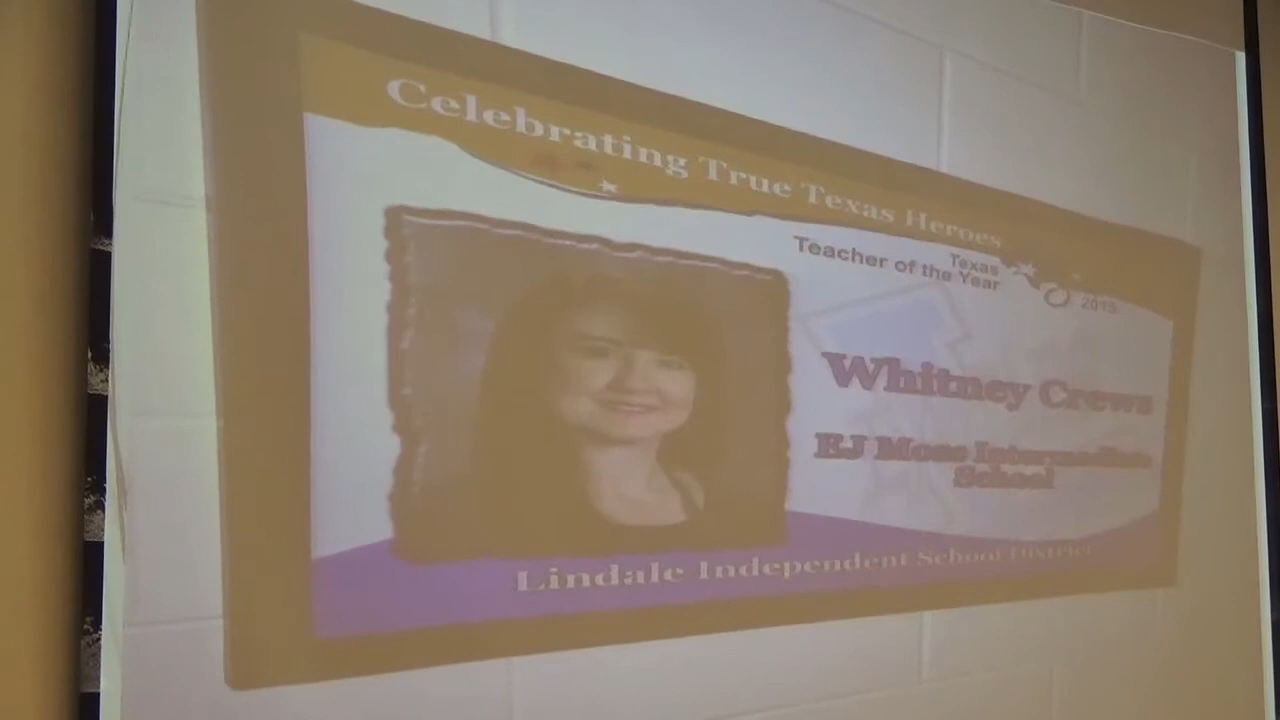 Celebrating True Texas Heroes
Texas
Teacher of the Year
2015
Whitney Crews
EJ Moss Intermediate
School
Lindale Independent School District